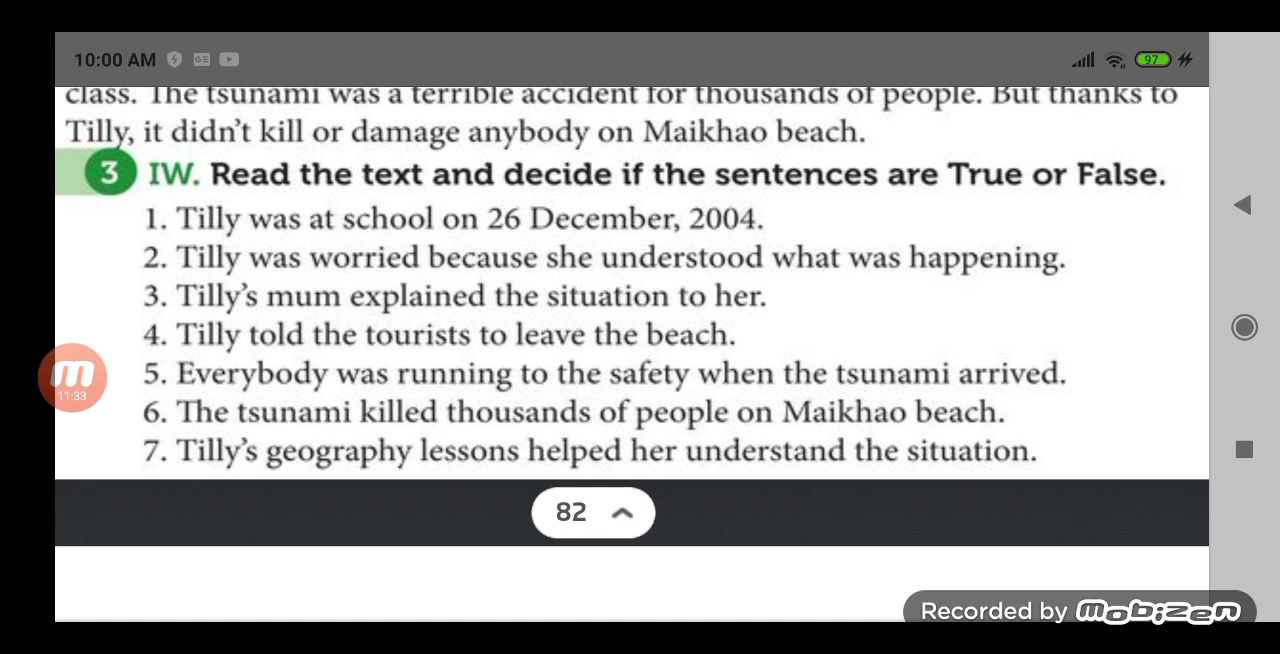 10:00 AM
97
class. The tsunami was a terrible accident for thousands of people. But thanks to
Tilly, it didn't kill or damage anybody on Maikhao beach.
3 IW. Read the text and decide if the sentences are True or False.
1. Tilly was at school on 26 December, 2004.
2. Tilly was worried because she understood what was happening.
3. Tilly's mum explained the situation to her.
4. Tilly told the tourists to leave the beach.
5. Everybody was running to the safety when the tsunami arrived.
6. The tsunami killed thousands of people on Maikhao beach.
7. Tilly's geography lessons helped her understand the situation.
m
11:33
82
Recorded by mobizen